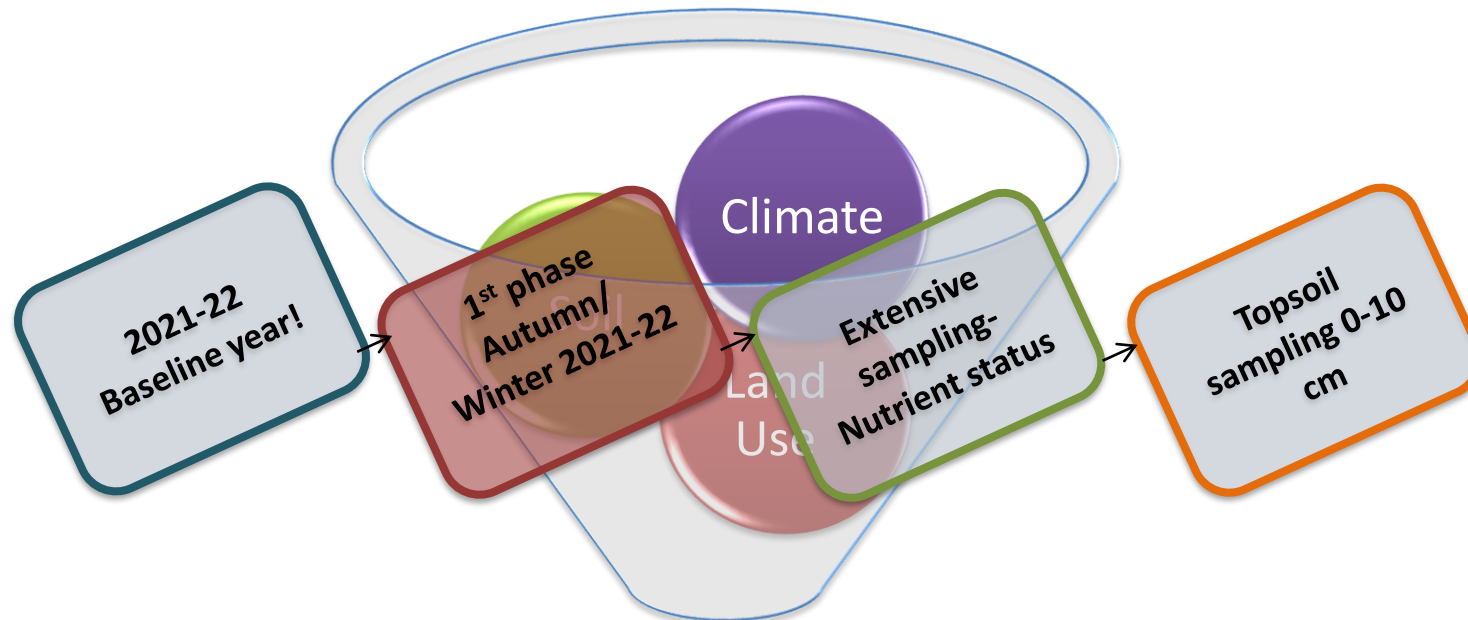 2021-22
Baseline year!
1st phase
Autumn/
Winter 2021-22
Extensive
sampling-
Nutrient status
Topsoil
sampling 0-10
cm
Climate
Soil
Land
Use